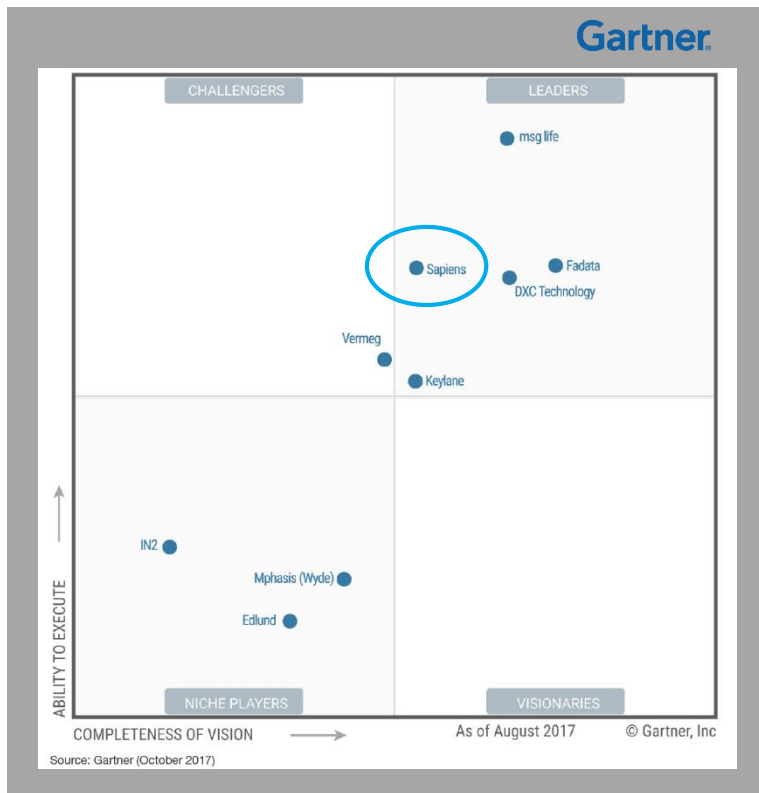 Gartner
CHALLENGERS
LEADERS
msg life
Sapiens
Fadata
DXC Technology
Vermeg
Keylane
IN2
Mphasis (Wyde)
Edlund
NICHE PLAYERS
VISIONARIES
ABILITY TO EXECUTE
COMPLETENESS OF VISION
As of August 2017
© Gartner, Inc
Source: Gartner (October 2017)